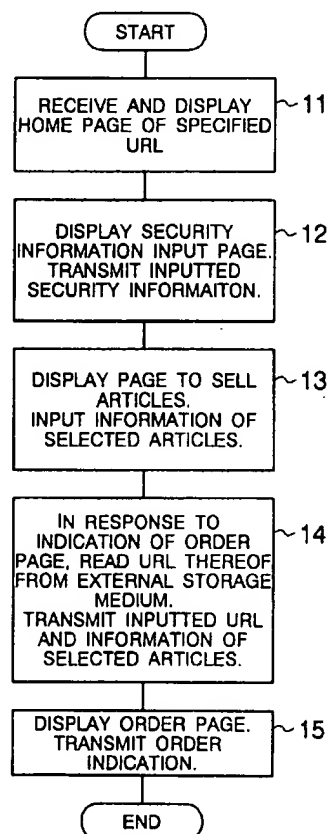 START
RECEIVE AND DISPLAY
HOME PAGE OF SPECIFIED
URL
11
DISPLAY SECURITY
INFORMATION INPUT PAGE.
TRANSMIT INPUTTED
SECURITY INFORMAITON.
12
DISPLAY PAGE TO SELL
ARTICLES.
INPUT INFORMATION OF
SELECTED ARTICLES.
13
IN RESPONSE TO
INDICATION OF ORDER
PAGE, READ URL THEREOF
FROM EXTERNAL STORAGE
MEDIUM.
TRANSMIT INPUTTED URL
AND INFORMATION OF
SELECTED ARTICLES.
14
DISPLAY ORDER PAGE.
TRANSMIT ORDER
INDICATION.
15
END